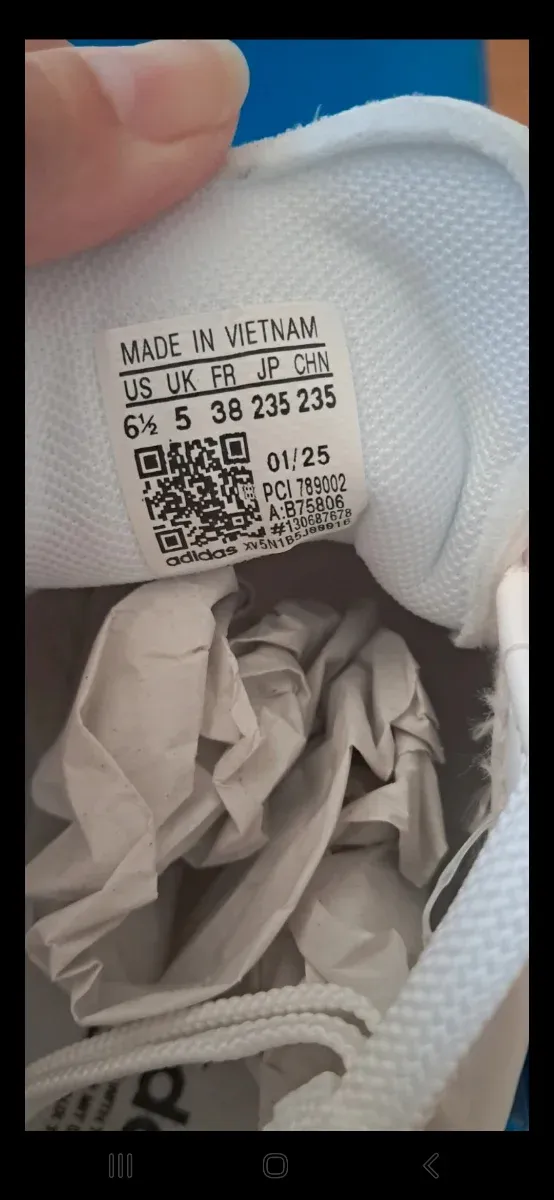 MADE IN VIETNAM
US UK FR JP CHN
6½ 5 38 235 235
01/25
PCI 789002
A:B75806
#130687678
adidas